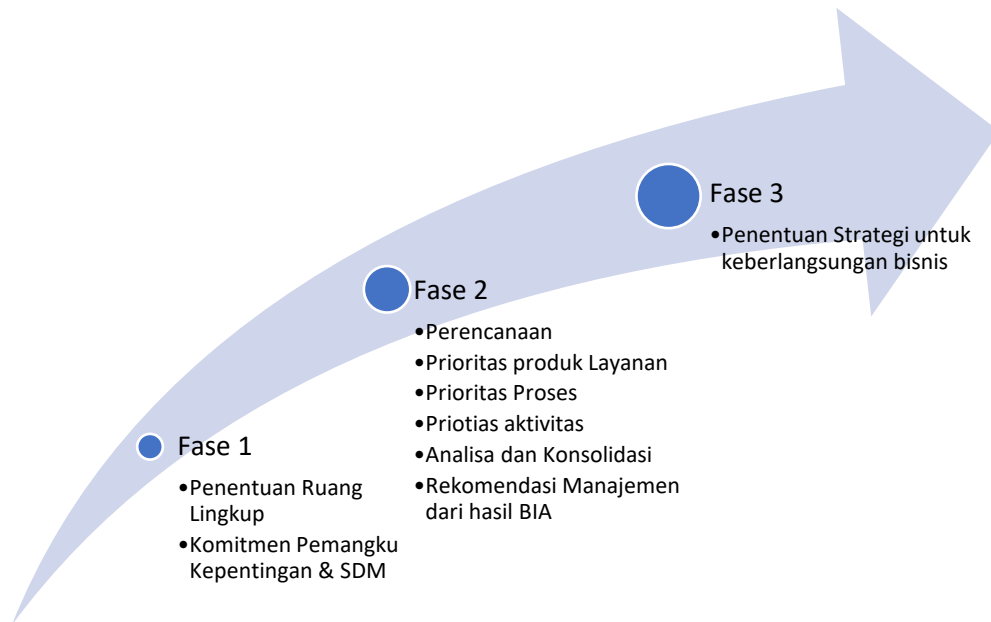 Fase 1
•Penentuan Ruang
Lingkup
•Komitmen Pemangku
Kepentingan & SDM
Fase 2
•Perencanaan
•Prioritas produk Layanan
•Prioritas Proses
•Priotias aktivitas
•Analisa dan Konsolidasi
•Rekomendasi Manajemen
dari hasil BIA
Fase 3
•Penentuan Strategi untuk
keberlangsungan bisnis